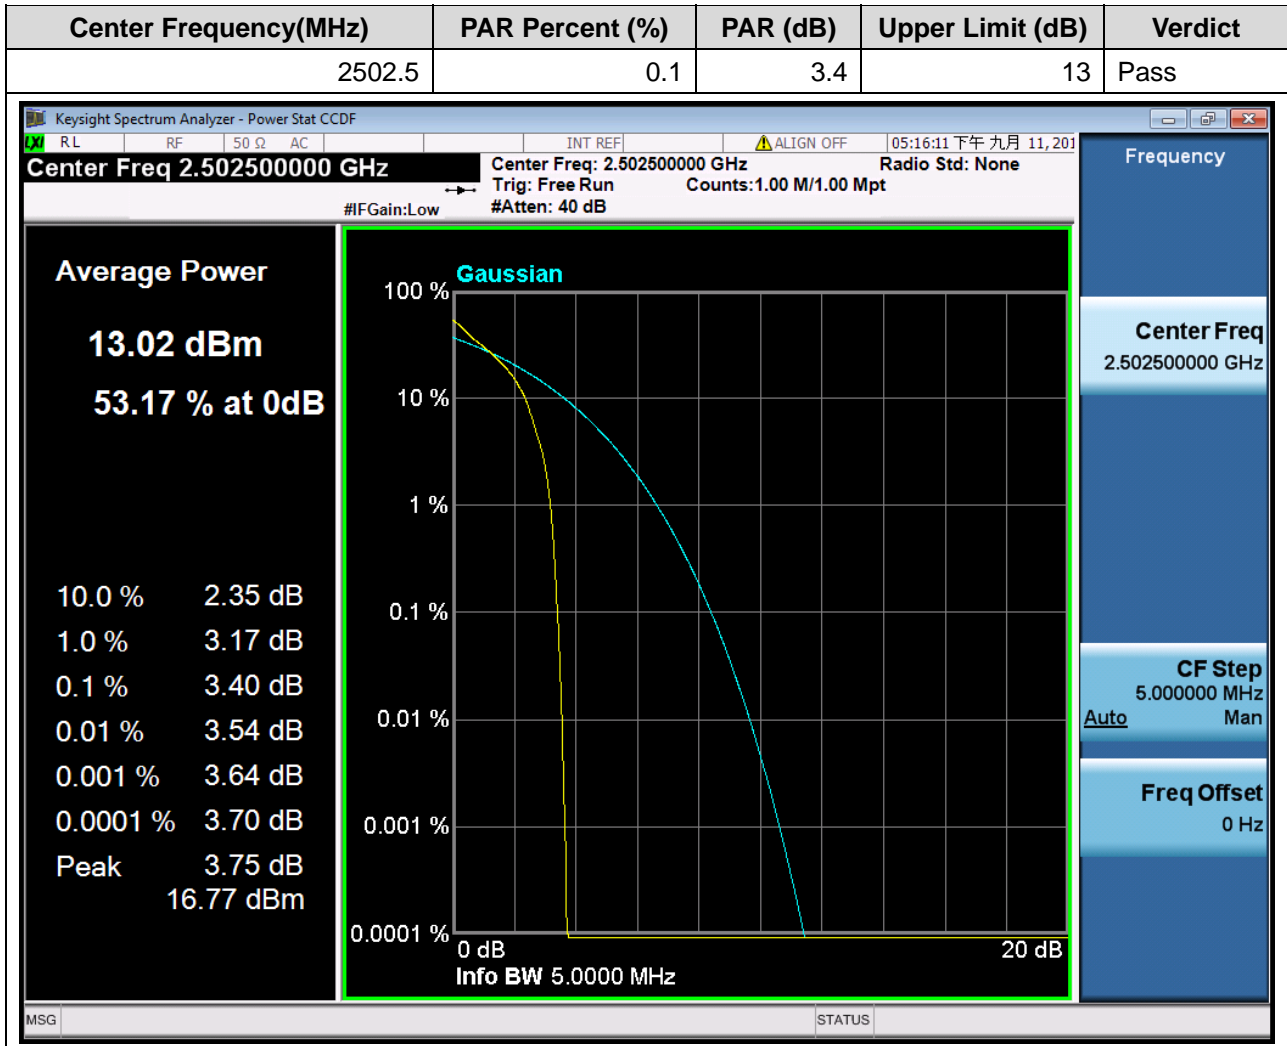 Center Frequency(MHz) PAR Percent (%) PAR (dB) Upper Limit (dB) Verdict
2502.5 0.1 3.4 13 Pass
Keysight Spectrum Analyzer - Power Stat CCDF
LXI RL RF 50 Ω AC INT REF ALIGN OFF 05:16:11 下午 九月 11, 201
Center Freq 2.502500000 GHz
#IFGain:Low
Center Freq: 2.502500000 GHz Radio Std: None
Trig: Free Run Counts:1.00 M/1.00 Mpt
#Atten: 40 dB
Average Power
13.02 dBm
53.17 % at 0dB
10.0 % 2.35 dB
1.0 % 3.17 dB
0.1 % 3.40 dB
0.01 % 3.54 dB
0.001 % 3.64 dB
0.0001 % 3.70 dB
Peak 3.75 dB
16.77 dBm
Gaussian
100 %
10 %
1 %
0.1 %
0.01 %
0.001 %
0.0001 %
0 dB 20 dB
Info BW 5.0000 MHz
Frequency
Center Freq
2.502500000 GHz
CF Step
5.000000 MHz
Auto Man
Freq Offset
0 Hz
MSG STATUS